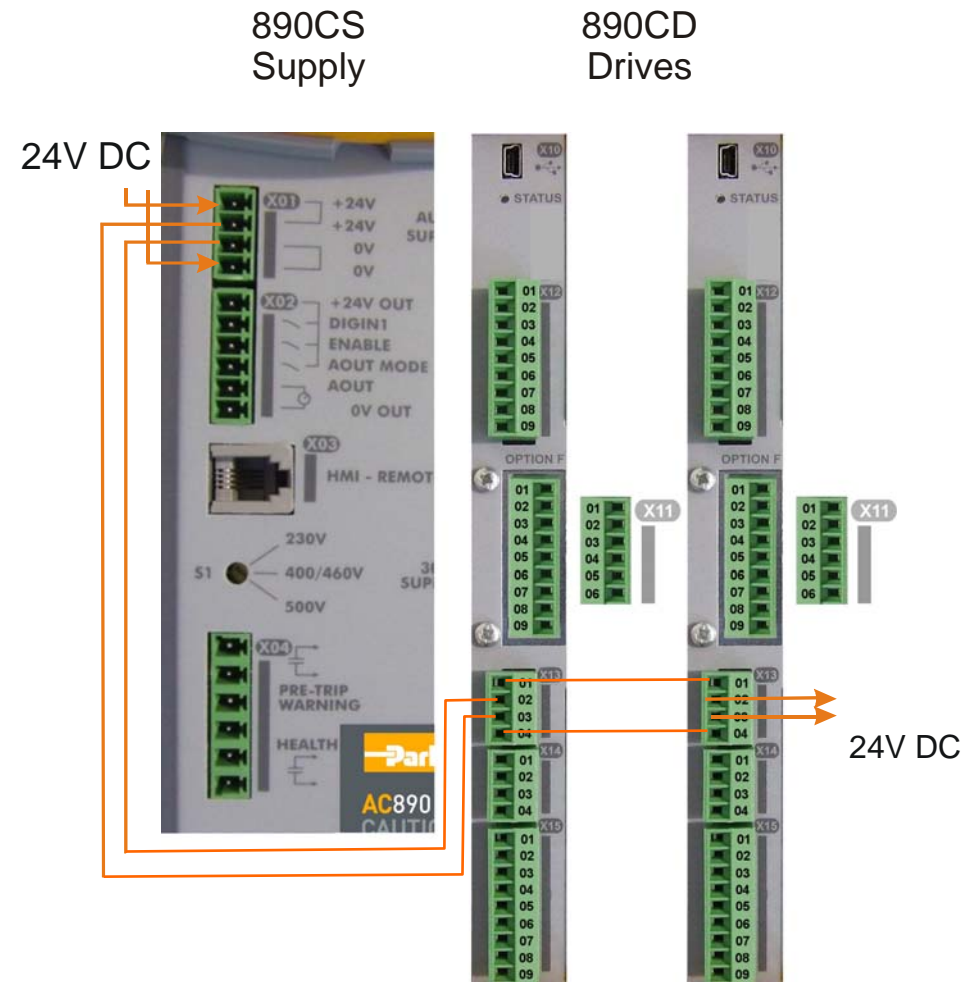 890CS
Supply
890CD
Drives
24V DC
X01
+24V
+24V
0V
0V
X02
+24V OUT
DIGIN1
ENABLE
AOUT MODE
AOUT
0V OUT
X03
HMI - REMOT
S1
230V
400/460V
500V
X04
PRE-TRIP
WARNING
HEALTH
AC890
X10
STATUS
X12
01
02
03
04
05
06
07
08
09
OPTION F
01
02
03
04
05
06
07
08
09
X11
01
02
03
04
05
06
X13
01
02
03
04
X14
01
02
03
04
X15
01
02
03
04
05
06
07
08
09
X10
STATUS
X12
01
02
03
04
05
06
07
08
09
OPTION F
01
02
03
04
05
06
07
08
09
X11
01
02
03
04
05
06
X13
01
04
24V DC
X14
01
02
03
04
X15
01
02
03
04
05
06
07
08
09